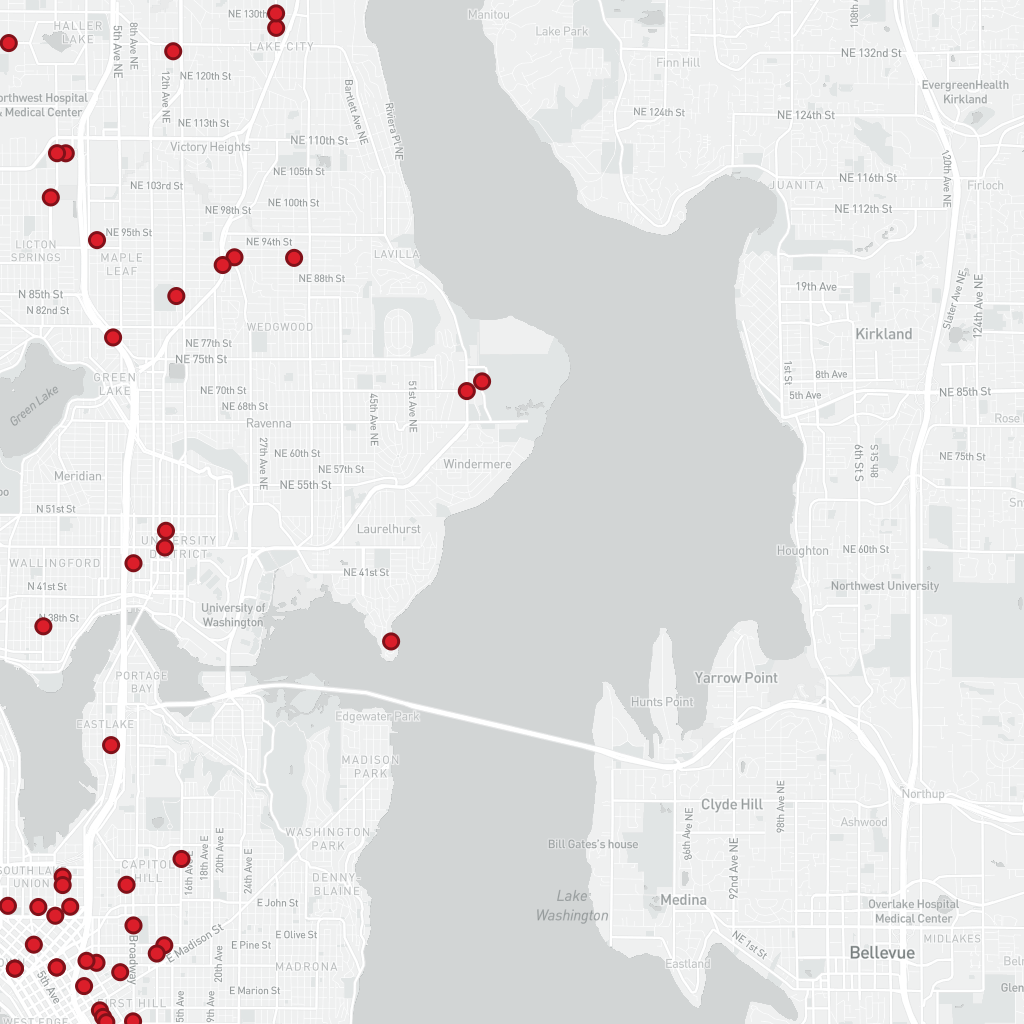 Manitou
NE 130th
HALLER
LAKE
5th Ave NE
8th Ave NE
108th
Lake Park
LAKE CITY
NE 132nd St
Finn Hill
NE 120th St
12th Ave NE
EvergreenHealth
Kirkland
Northwest Hospital
& Medical Center
Bartlett Ave NE
Riviera Pl NE
NE 124th St
NE 124th St
NE 113th St
Victory Heights
NE 110th St
NE 105th St
120th Ave NE
NE 103rd St
NE 116th St
JUANITA
Firloch
NE 100th St
NE 98th St
NE 112th St
NE 95th St
NE 94th St
LICTON
SPRINGS
MAPLE
LEAF
LAVILLA
NE 88th St
19th Ave
Slater Ave NE
124th Ave NE
N 85th St
N 82nd St
WEDGWOOD
Kirkland
NE 77th St
NE 75th St
1st St
8th Ave
GREEN
LAKE
Green Lake
NE 70th St
NE 68th St
45th Ave NE
51st Ave NE
5th Ave
NE 85th St
Ravenna
Rose
27th Ave NE
NE 60th St
NE 57th St
6th St S
8th St S
NE 75th St
Windermere
Meridian
NE 55th St
N 51st St
Laurelhurst
UNIVERSITY
DISTRICT
Houghton
NE 60th St
WALLINGFORD
NE 41st St
N 41st St
Northwest University
N 38th St
University of
Washington
PORTAGE
BAY
Yarrow Point
Hunts Point
EASTLAKE
Edgewater Park
MADISON
PARK
Northup
Clyde Hill
98th Ave NE
86th Ave NE
92nd Ave NE
Ashwood
WASHINGTON
PARK
Bill Gates's house
CAPITOL
HILL
16th Ave E
18th Ave E
20th Ave E
24th Ave E
SOUTH LAKE
UNION
DENNY-
BLAINE
Lake
Washington
Medina
E John St
Overlake Hospital
Medical Center
E Madison St
E Olive St
E Pine St
Broadway
20th Ave
NE 1st St
MIDLAKES
Bellevue
MADRONA
Eastland
5th Ave
E Marion St
FIRST HILL
WEST EDGE